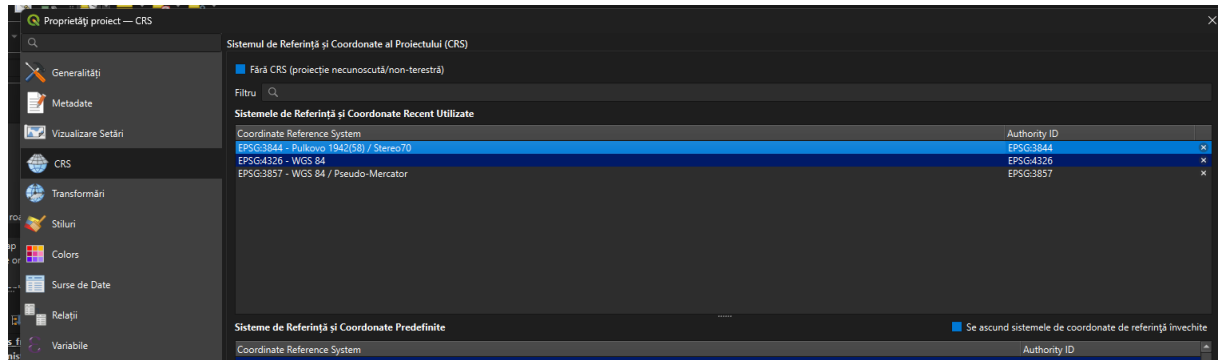 Proprietăți proiect — CRS
Sistemul de Referință și Coordonate al Proiectului (CRS)
Generalități
Metadate
Vizualizare Setări
CRS
Transformări
Stiluri
Colors
Surse de Date
Relații
Variabile
Fără CRS (proiecție necunoscută/non-terestră)
Filtru
Sistemele de Referință și Coordonate Recent Utilizate
Coordinate Reference System Authority ID
EPSG:3844 - Pulkovo 1942(58) / Stereo70 EPSG:3844
EPSG:4326 - WGS 84 EPSG:4326
EPSG:3857 - WGS 84 / Pseudo-Mercator EPSG:3857
Sisteme de Referință și Coordonate Predefinite
Se ascund sistemele de coordonate de referință învechite
Coordinate Reference System Authority ID